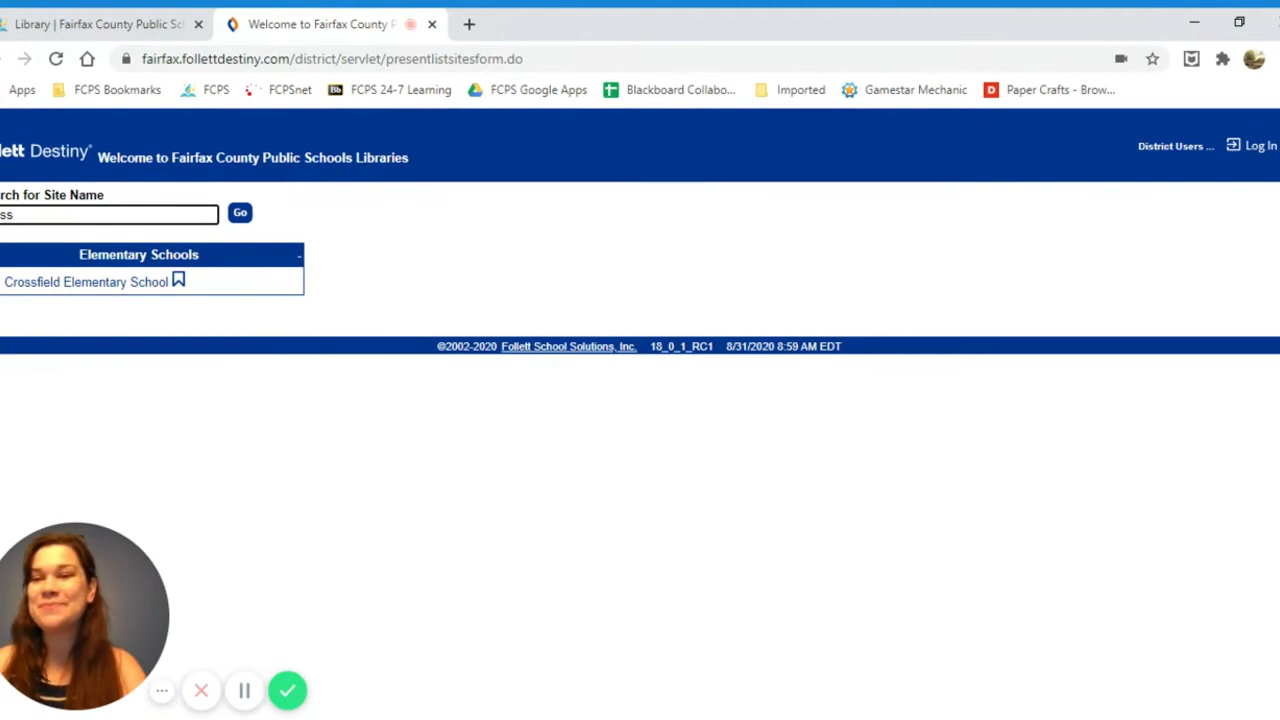 Library | Fairfax County Public Sc
Welcome to Fairfax County P
fairfax.follettdestiny.com/district/servlet/presentlistsitesform.do
Apps FCPS Bookmarks FCPS FCPSnet Bb FCPS 24-7 Learning FCPS Google Apps Blackboard Collabo... Imported Gamestar Mechanic D Paper Crafts - Brow...
lett Destiny® Welcome to Fairfax County Public Schools Libraries
District Users ... Log In
rch for Site Name
ss Go
Elementary Schools -
Crossfield Elementary School
©2002-2020 Follett School Solutions, Inc. 18_0_1_RC1 8/31/2020 8:59 AM EDT